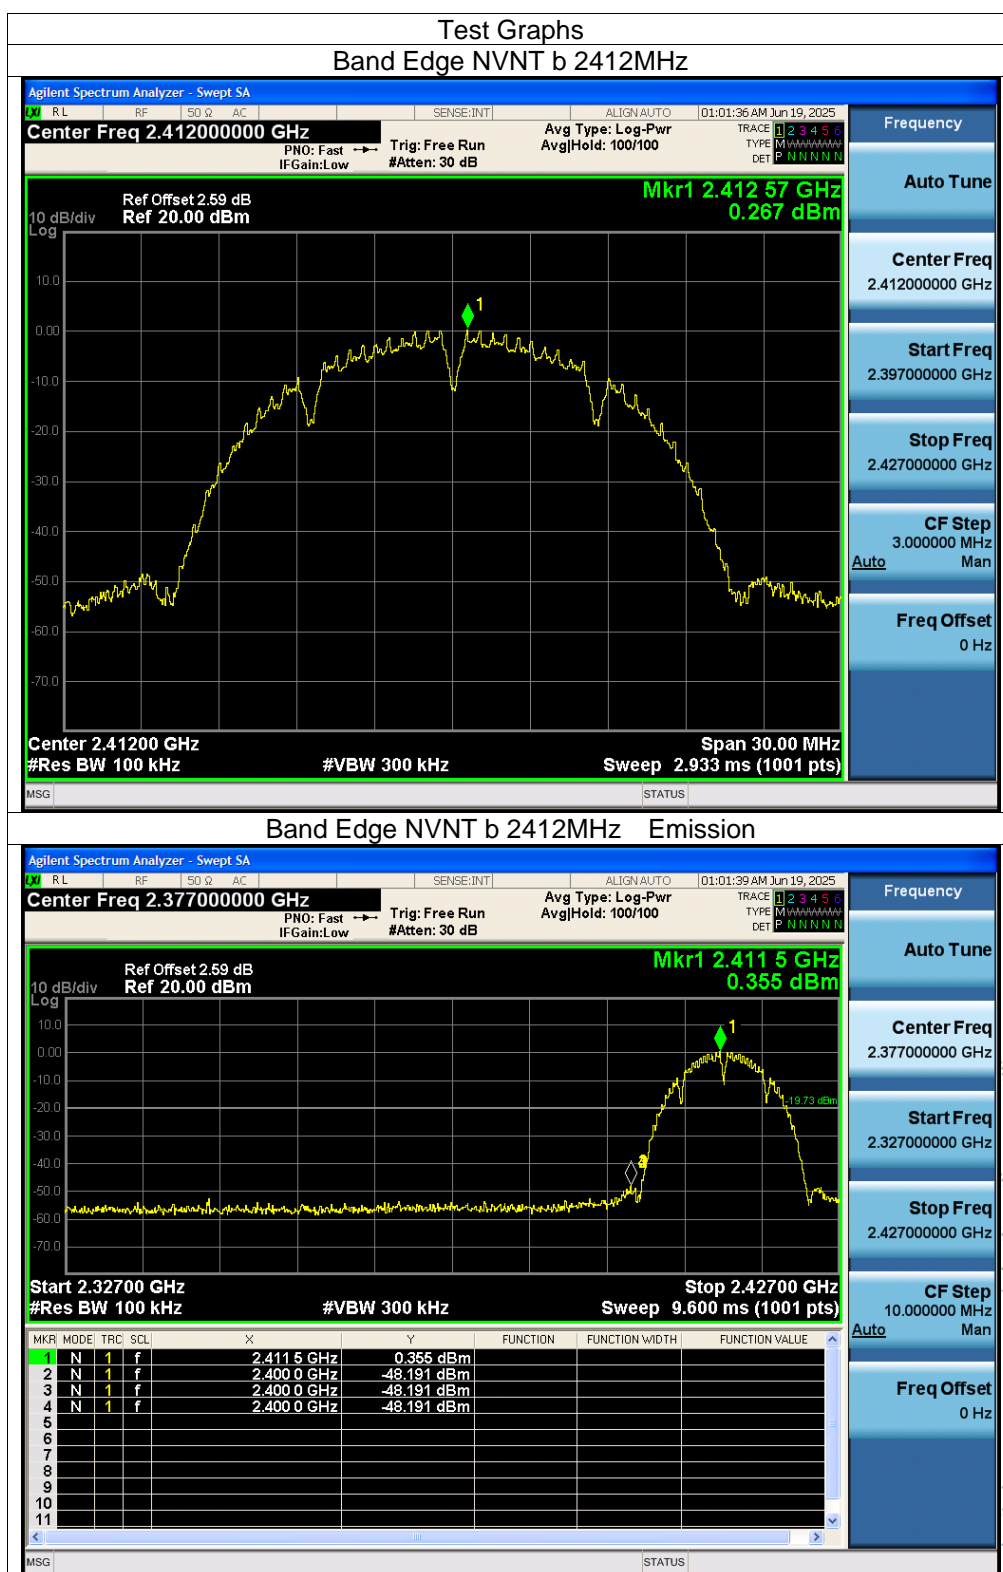 Test Graphs
Band Edge NVNT b 2412MHz
Agilent Spectrum Analyzer - Swept SA
LXI RL RF 50 Ω AC SENSE:INT ALIGN AUTO 01:01:36 AM Jun 19, 2025
Center Freq 2.412000000 GHz
PNO: Fast
IFGain:Low
Trig: Free Run
#Atten: 30 dB
Avg Type: Log-Pwr
Avg|Hold: 100/100
TRACE 1 2 3 4 5 6
TYPE M
DET P N N N N N
Mkr1 2.412 57 GHz
0.267 dBm
Ref Offset 2.59 dB
10 dB/div Ref 20.00 dBm
Log
10.0
0.00
-10.0
-20.0
-30.0
-40.0
-50.0
-60.0
-70.0
1
Center 2.41200 GHz Span 30.00 MHz
#Res BW 100 kHz #VBW 300 kHz Sweep 2.933 ms (1001 pts)
MSG STATUS
Frequency
Auto Tune
Center Freq
2.412000000 GHz
Start Freq
2.397000000 GHz
Stop Freq
2.427000000 GHz
CF Step
3.000000 MHz
Auto Man
Freq Offset
0 Hz
Band Edge NVNT b 2412MHz Emission
Agilent Spectrum Analyzer - Swept SA
LXI RL RF 50 Ω AC SENSE:INT ALIGN AUTO 01:01:39 AM Jun 19, 2025
Center Freq 2.377000000 GHz
PNO: Fast
IFGain:Low
Trig: Free Run
#Atten: 30 dB
Avg Type: Log-Pwr
Avg|Hold: 100/100
TRACE 1 2 3 4 5 6
TYPE M
DET P N N N N N
Mkr1 2.411 5 GHz
0.355 dBm
Ref Offset 2.59 dB
10 dB/div Ref 20.00 dBm
Log
10.0
0.00
-10.0
-20.0
-30.0
-40.0
-50.0
-60.0
-70.0
1
-19.73 dBm
Start 2.32700 GHz Stop 2.42700 GHz
#Res BW 100 kHz #VBW 300 kHz Sweep 9.600 ms (1001 pts)
MKR MODE TRC SCL X Y FUNCTION FUNCTION WIDTH FUNCTION VALUE
1 N 1 f 2.411 5 GHz 0.355 dBm
2 N 1 f 2.400 0 GHz -48.191 dBm
3 N 1 f 2.400 0 GHz -48.191 dBm
4 N 1 f 2.400 0 GHz -48.191 dBm
5
6
7
8
9
10
11
MSG STATUS
Frequency
Auto Tune
Center Freq
2.377000000 GHz
Start Freq
2.327000000 GHz
Stop Freq
2.427000000 GHz
CF Step
10.000000 MHz
Auto Man
Freq Offset
0 Hz